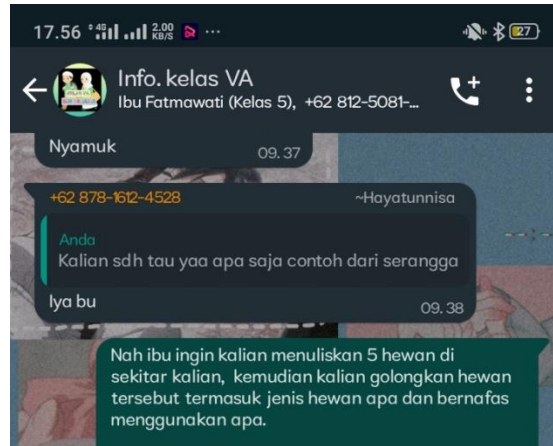 17.56 4G 2.00 KB/S ... 27
Info. kelas VA
Ibu Fatmawati (Kelas 5), +62 812-5081-...
Nyamuk
09.37
+62 878-1612-4528 ~Hayatunnisa
Anda
Kalian sdh tau yaa apa saja contoh dari serangga
Iya bu
09.38
Nah ibu ingin kalian menuliskan 5 hewan di
sekitar kalian, kemudian kalian golongkan hewan
tersebut termasuk jenis hewan apa dan bernafas
menggunakan apa.